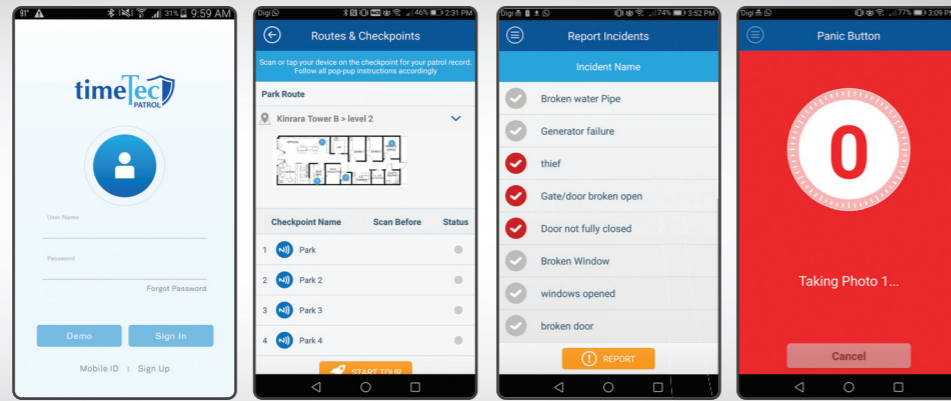 91°
31%
9:59 AM
timeTec
PATROL
User Name
Password
Forgot Password
Demo
Sign In
Mobile ID | Sign Up
Digi
46%
2:31 PM
Routes & Checkpoints
Scan or tap your device on the checkpoint for your patrol record.
Follow all pop-pup instructions accordingly
Park Route
Kinrara Tower B > level 2
Checkpoint Name Scan Before Status
1 N Park
2 N Park 2
3 N Park 3
4 N Park 4
START TOUR
Digi
74%
3:52 PM
Report Incidents
Incident Name
Broken water Pipe
Generator failure
thief
Gate/door broken open
Door not fully closed
Broken Window
windows opened
broken door
REPORT
Digi
77%
3:09 PM
Panic Button
0
Taking Photo 1...
Cancel